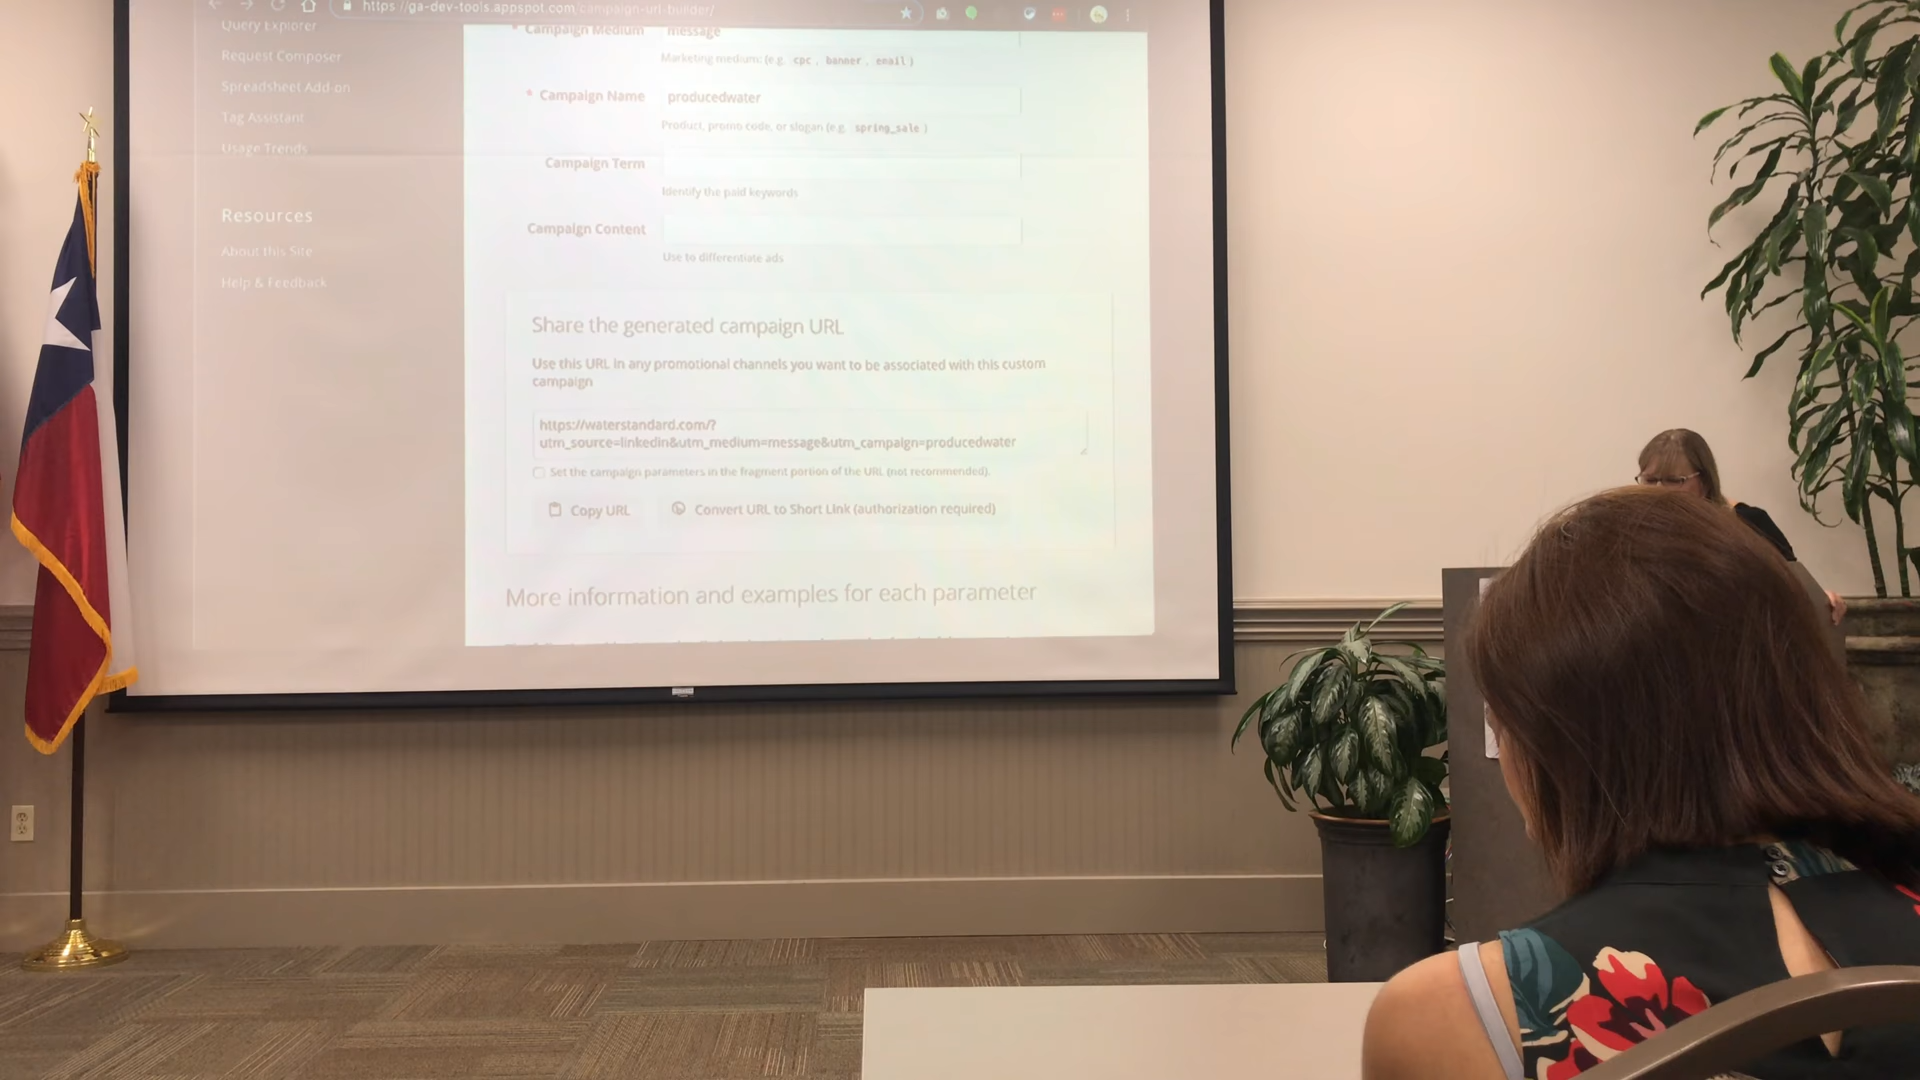 https://ga-dev-tools.appspot.com/campaign-url-builder/
Query Explorer
Request Composer
Spreadsheet Add-on
Tag Assistant
Usage Trends
Resources
About this Site
Help & Feedback
* Campaign Medium message
Marketing medium: (e.g. cpc, banner, email)
* Campaign Name producedwater
Product, promo code, or slogan (e.g. spring_sale)
Campaign Term
Identify the paid keywords
Campaign Content
Use to differentiate ads
Share the generated campaign URL
Use this URL in any promotional channels you want to be associated with this custom
campaign
https://waterstandard.com/?
utm_source=linkedin&utm_medium=message&utm_campaign=producedwater
Set the campaign parameters in the fragment portion of the URL (not recommended).
Copy URL
Convert URL to Short Link (authorization required)
More information and examples for each parameter